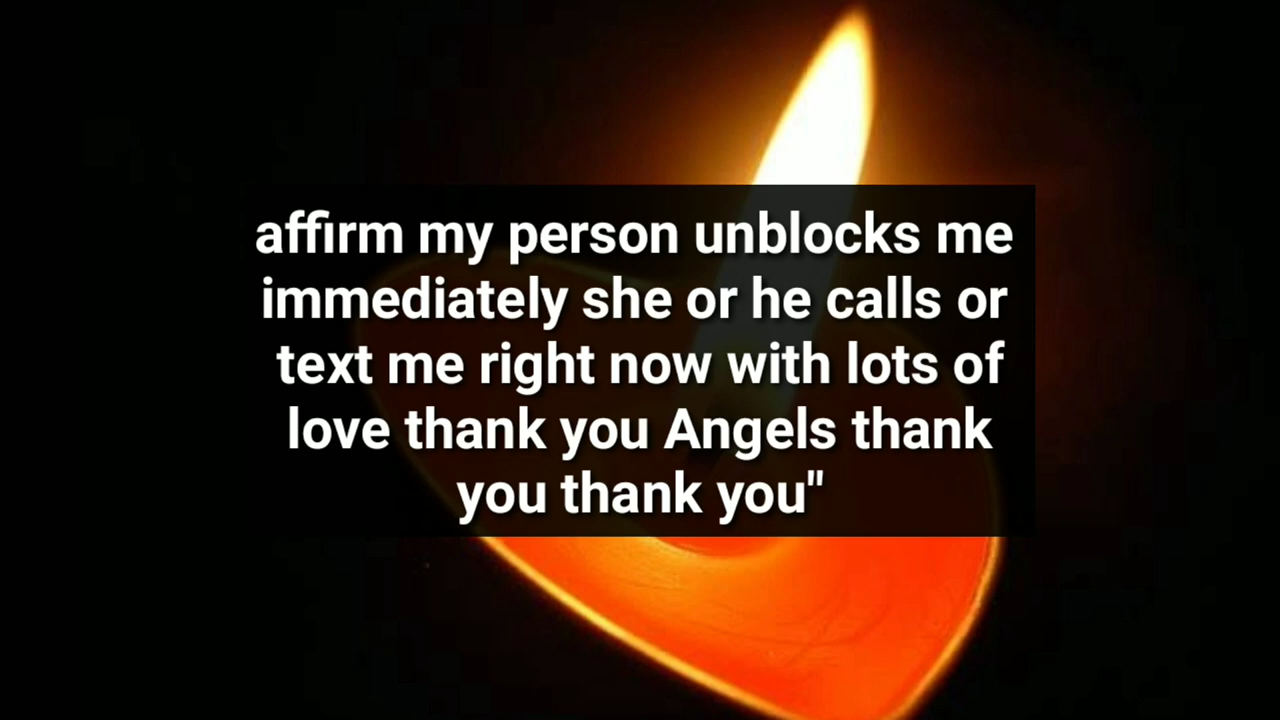 affirm my person unblocks me
immediately she or he calls or
text me right now with lots of
love thank you Angels thank
you thank you"